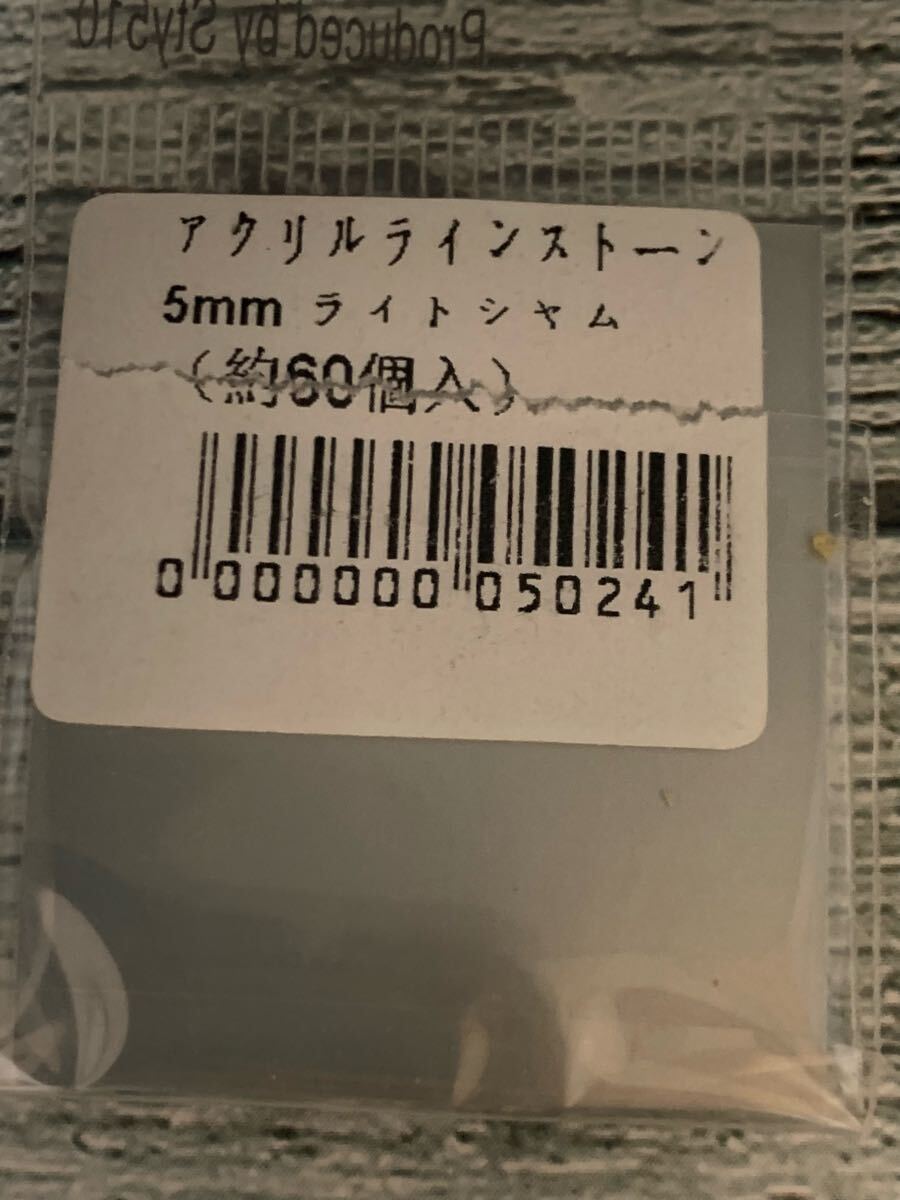 Produced by Sty510
アクリルラインストーン
5mm ライトシャム
(約60個入)
0 000000 050241